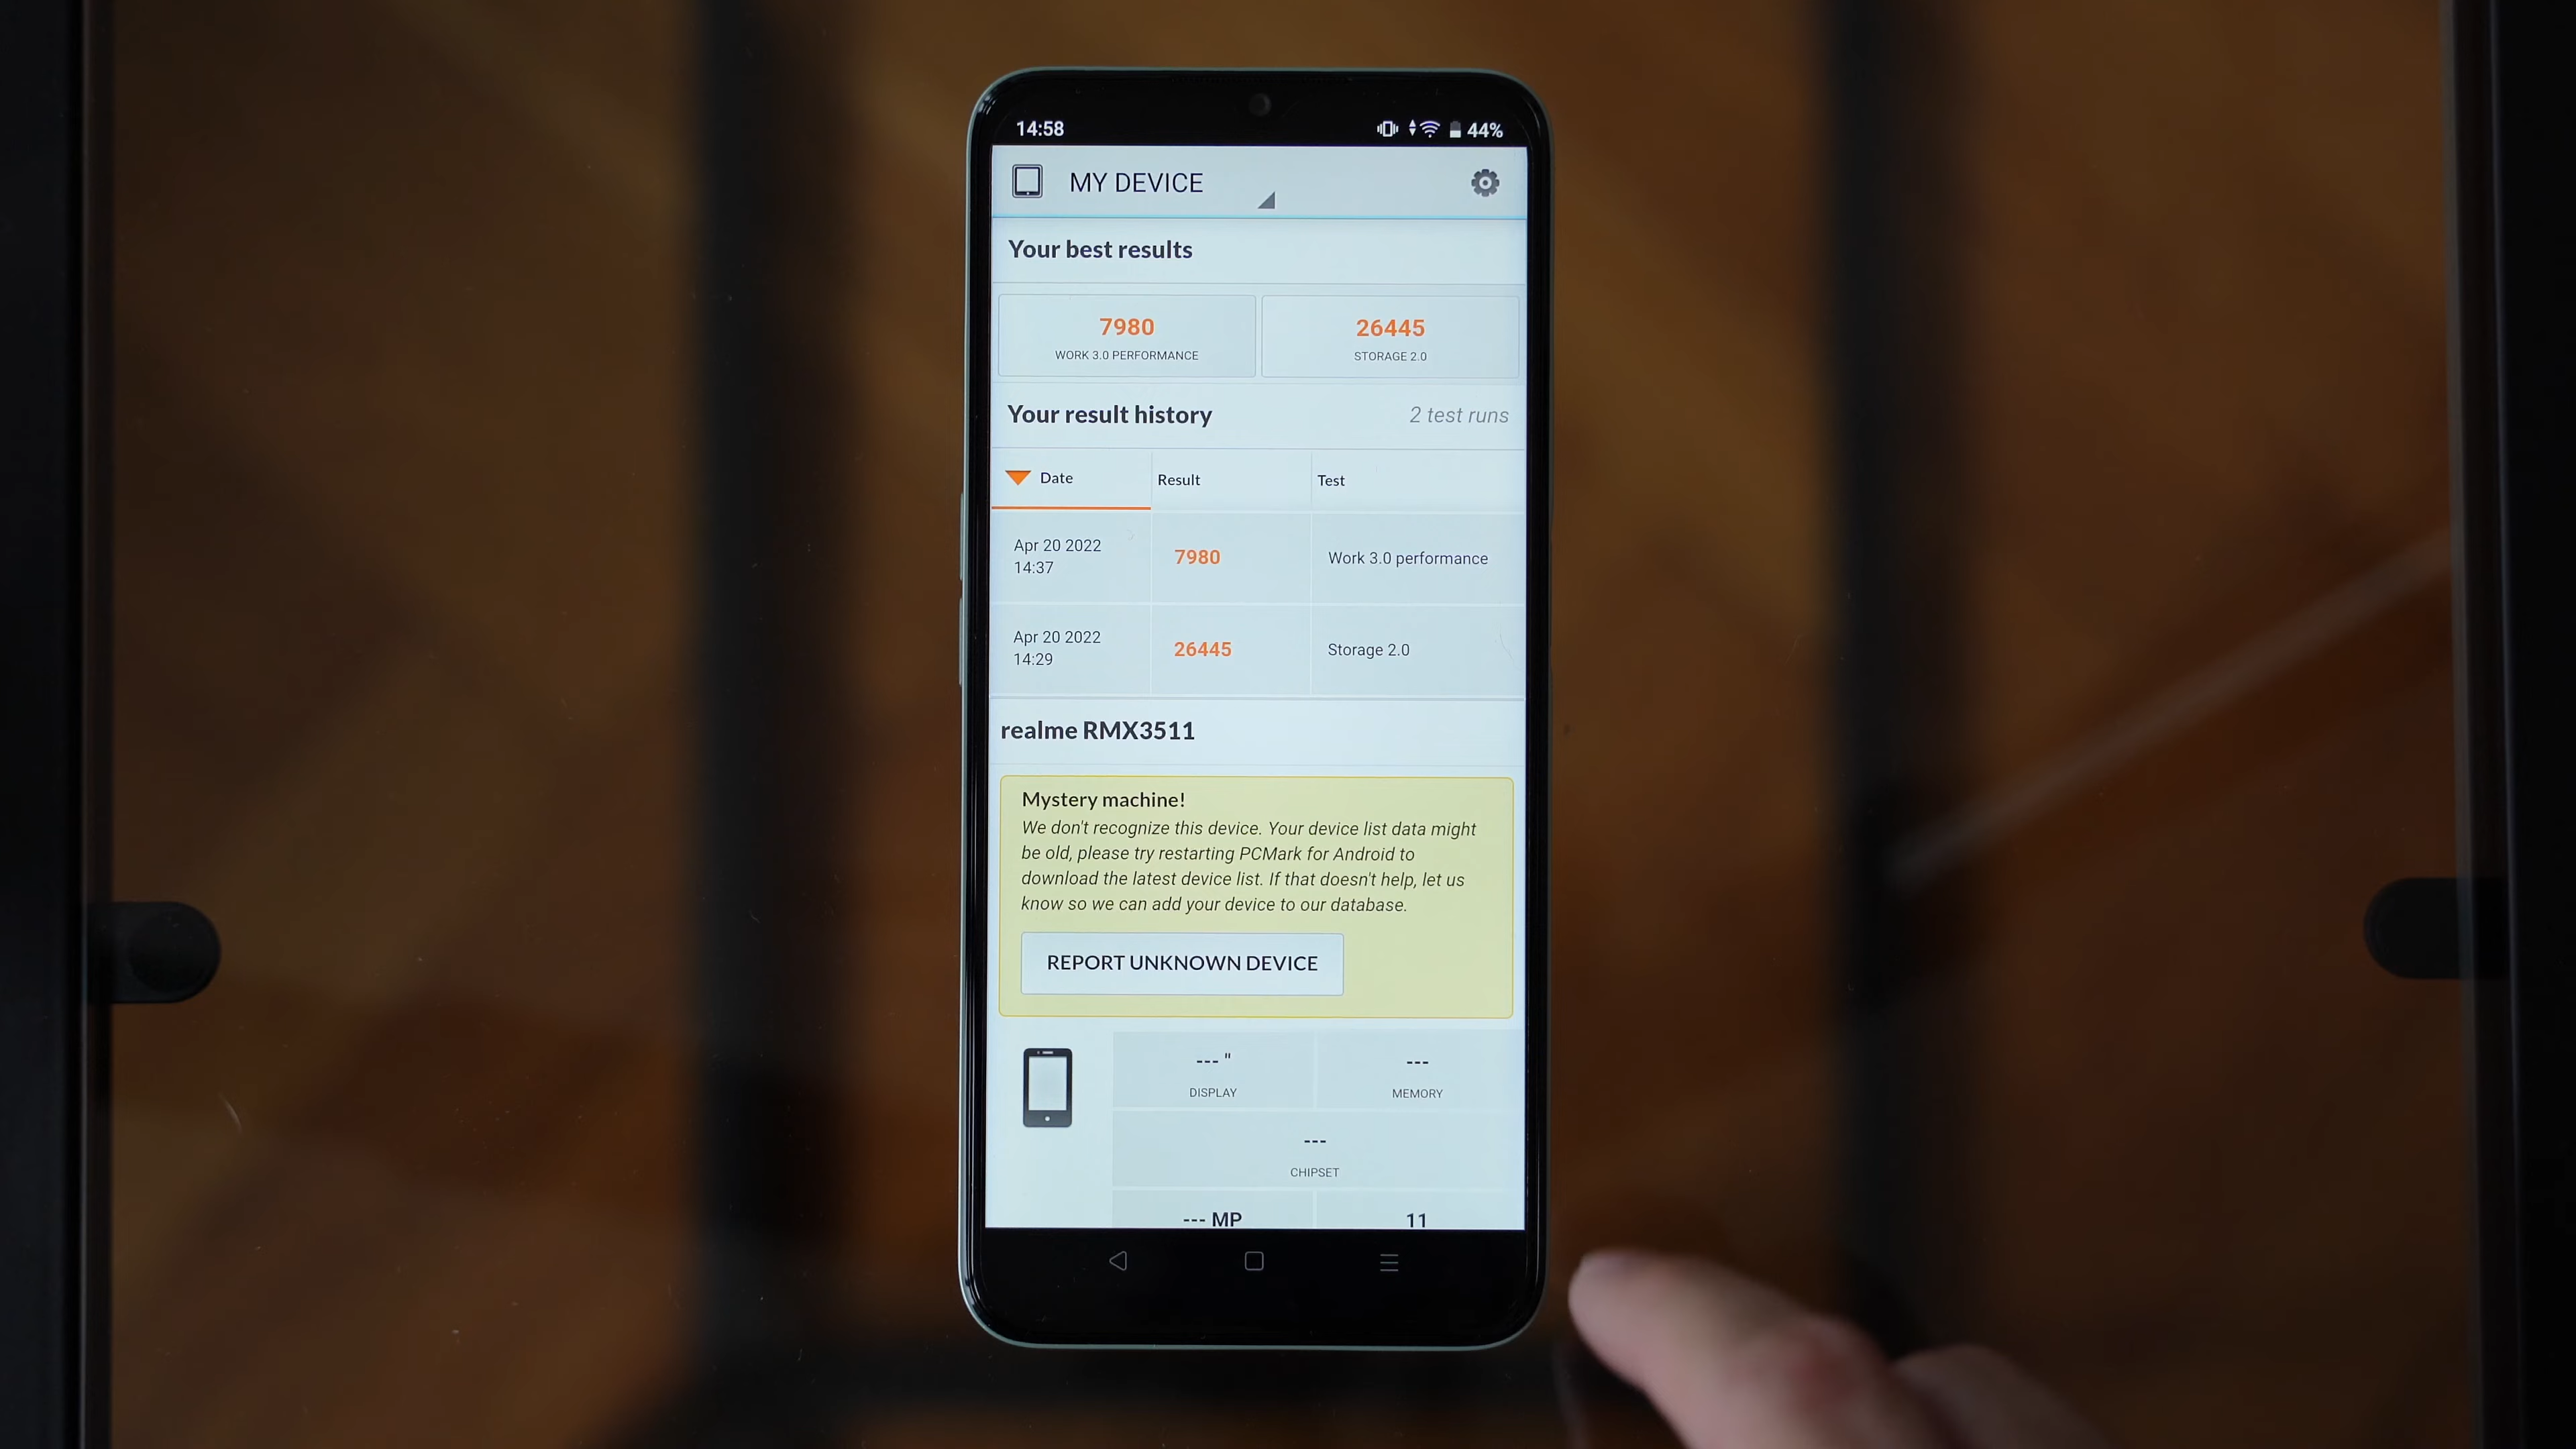 14:58
44%
MY DEVICE
Your best results
7980
WORK 3.0 PERFORMANCE
26445
STORAGE 2.0
Your result history
2 test runs
Date
Result
Test
Apr 20 2022
14:37
7980
Work 3.0 performance
Apr 20 2022
14:29
26445
Storage 2.0
realme RMX3511
Mystery machine!
We don't recognize this device. Your device list data might
be old, please try restarting PCMark for Android to
download the latest device list. If that doesn't help, let us
know so we can add your device to our database.
REPORT UNKNOWN DEVICE
--- "
DISPLAY
---
MEMORY
---
CHIPSET
--- MP
11